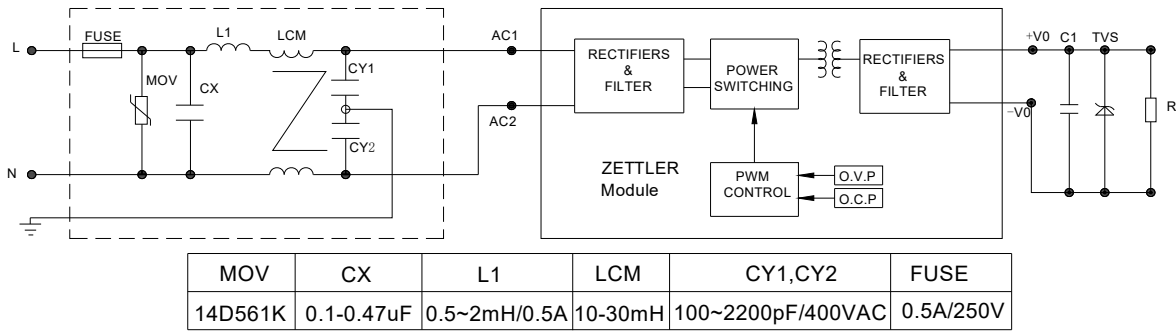 L
FUSE
L1
LCM
MOV
CX
CY1
CY2
N
AC1
AC2
RECTIFIERS
&
FILTER
POWER
SWITCHING
RECTIFIERS
&
FILTER
ZETTLER
Module
PWM
CONTROL
O.V.P
O.C.P
+V0
C1
TVS
-V0
R
MOV CX L1 LCM CY1,CY2 FUSE
14D561K 0.1-0.47uF 0.5~2mH/0.5A 10-30mH 100~2200pF/400VAC 0.5A/250V